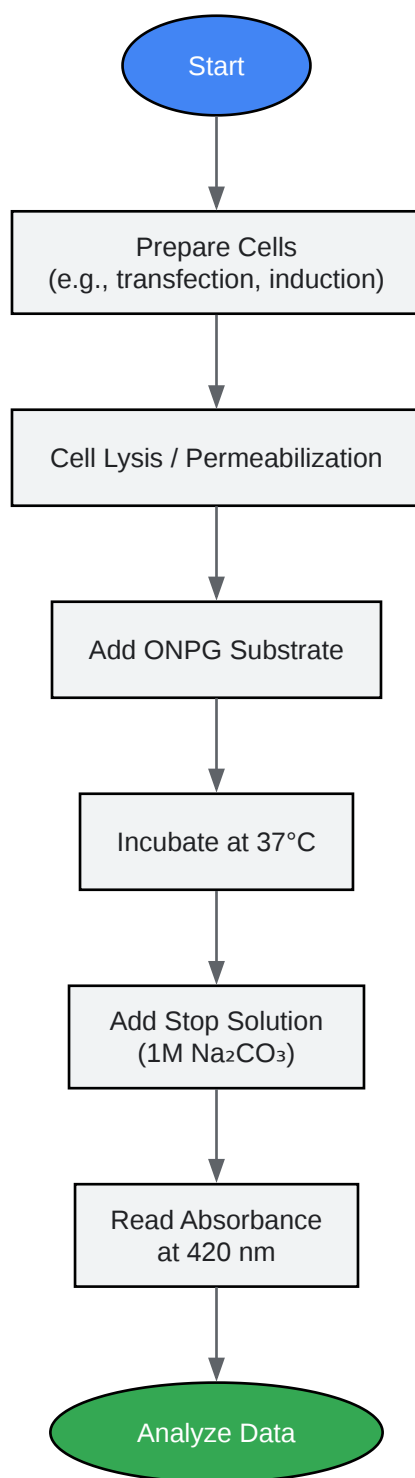 Start
Prepare Cells
(e.g., transfection, induction)
Cell Lysis / Permeabilization
Add ONPG Substrate
Incubate at 37°C
Add Stop Solution
(1M Na₂CO₃)
Read Absorbance
at 420 nm
Analyze Data